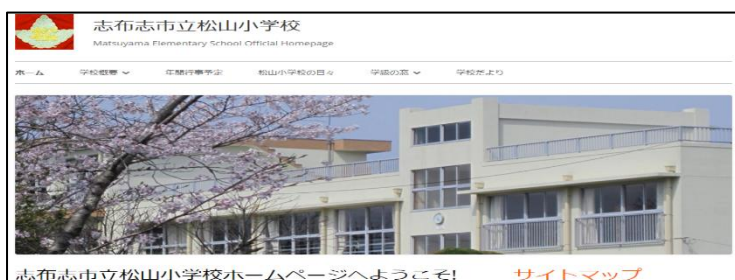 志布志市立松山小学校
Matsuyama Elementary School Official Homepage
ホーム 学校概要 年間行事予定 松山小学校の日々 学級の窓 学校だより
志布志市立松山小学校ホームページへようこそ! サイトマップ